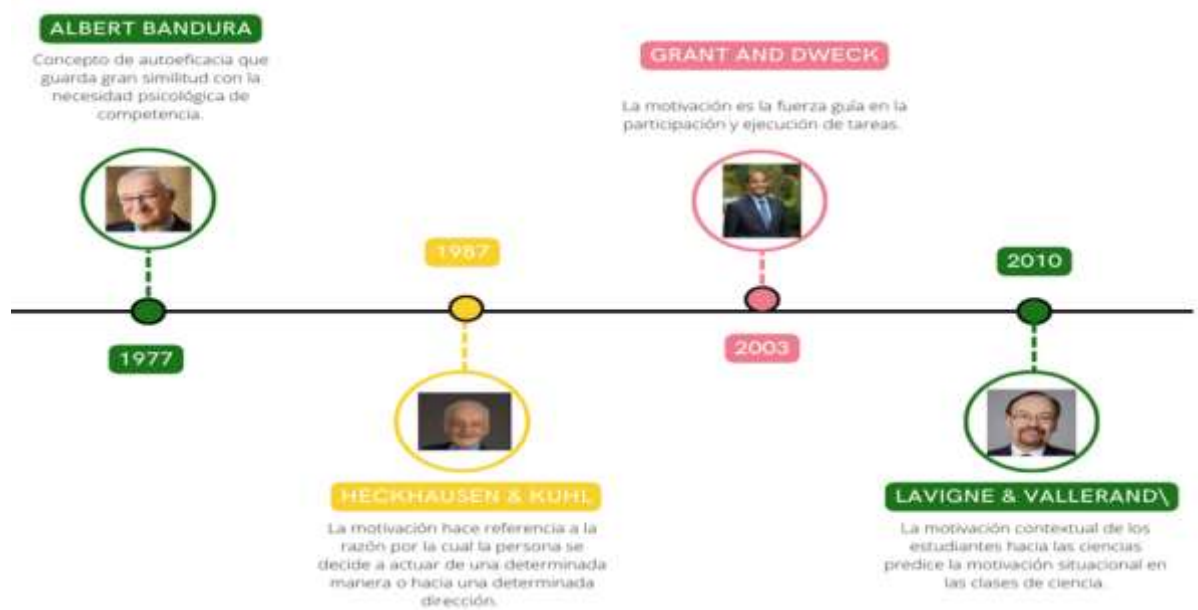 ALBERT BANDURA
Concepto de autoeficacia que
guarda gran similitud con la
necesidad psicológica de
competencia.
1977
1987
HECKHAUSEN & KUHL
La motivación hace referencia a la
razón por la cual la persona se
decide a actuar de una determinada
manera o hacia una determinada
dirección.
GRANT AND DWECK
La motivación es la fuerza guía en la
participación y ejecución de tareas.
2003
2010
LAVIGNE & VALLERAND\
La motivación contextual de los
estudiantes hacia las ciencias
predice la motivación situacional en
las clases de ciencia.